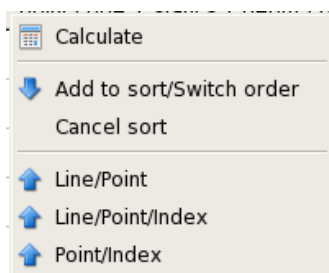 Calculate
Add to sort/Switch order
Cancel sort
Line/Point
Line/Point/Index
Point/Index